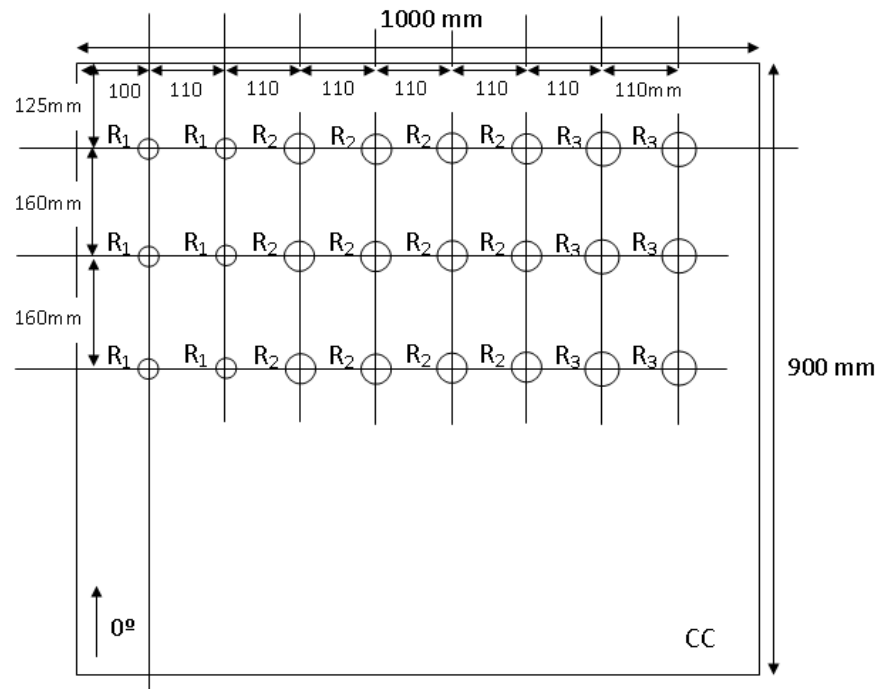 1000 mm
100 110 110 110 110 110 110 110mm
125mm
R1 R1 R2 R2 R2 R2 R3 R3
160mm
R1 R1 R2 R2 R2 R2 R3 R3
160mm
R1 R1 R2 R2 R2 R2 R3 R3
900 mm
0º
CC